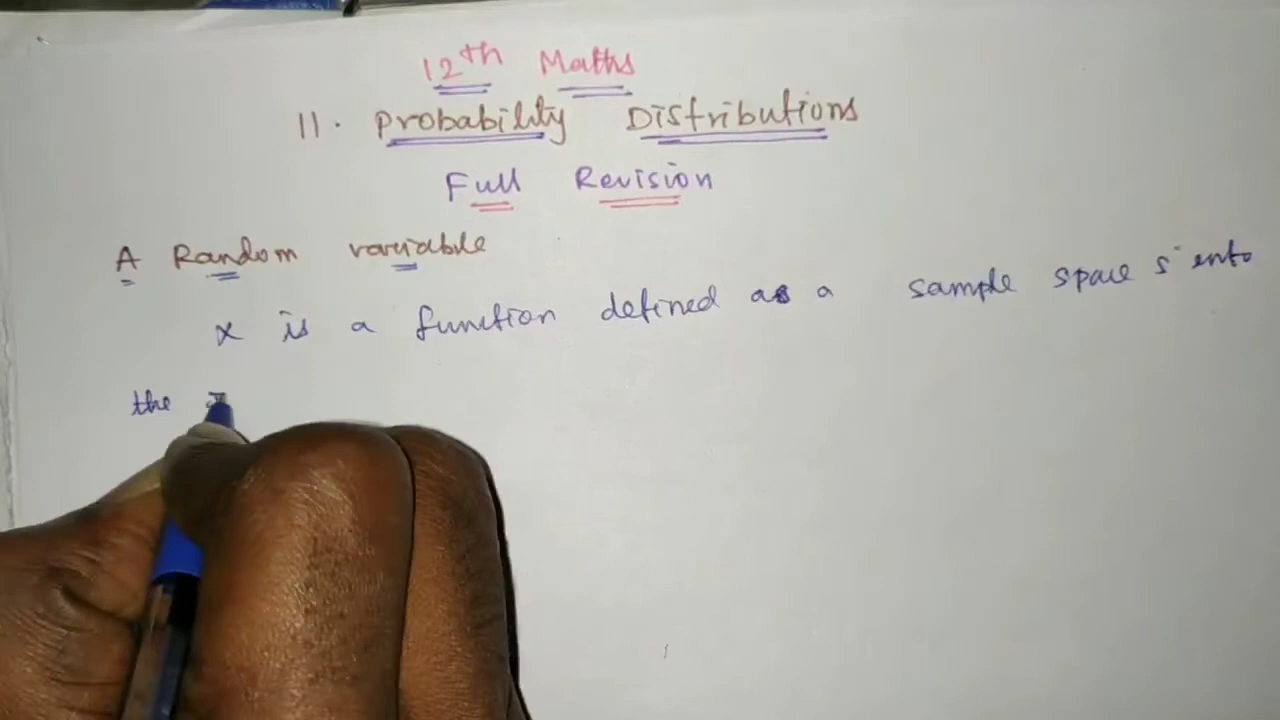 12th Maths
11. Probability Distributions
Full Revision
A Random variable
x is a function defined as a sample space s into
the